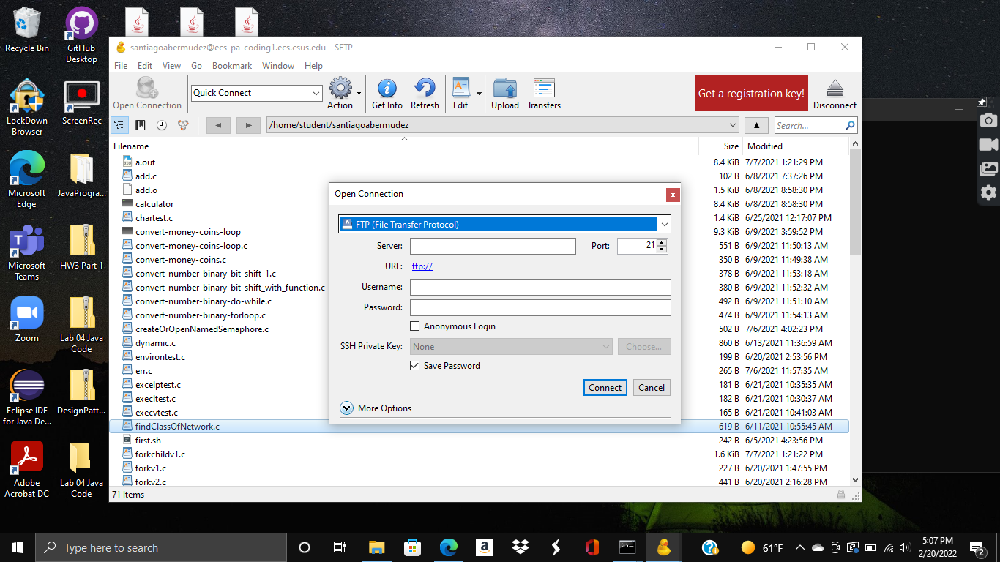 Recycle Bin
GitHub
Desktop
LockDown
Browser
ScreenRec
Microsoft
Edge
JavaProgra...
Microsoft
Teams
HW3 Part 1
Zoom
Lab 04 Java
Code
Eclipse IDE
for Java De...
DesignPatt...
Adobe
Acrobat DC
Lab 04 Java
Code
santiagoabermudez@ecs-pa-coding1.ecs.csus.edu – SFTP
File Edit View Go Bookmark Window Help
Open Connection
Quick Connect
Action
Get Info
Refresh
Edit
Upload
Transfers
Get a registration key!
Disconnect
/home/student/santiagoabermudez
Search...
Filename Size Modified
a.out 8.4 KiB 7/7/2021 1:21:29 PM
add.c 102 B 6/8/2021 7:37:26 PM
add.o 1.5 KiB 6/8/2021 8:58:30 PM
calculator 8.4 KiB 6/8/2021 8:58:30 PM
chartest.c 1.4 KiB 6/25/2021 12:17:07 PM
convert-money-coins-loop 9.3 KiB 6/9/2021 3:59:52 PM
convert-money-coins-loop.c 551 B 6/9/2021 11:50:13 AM
convert-money-coins.c 350 B 6/9/2021 11:49:38 AM
convert-number-binary-bit-shift-1.c 378 B 6/9/2021 11:53:18 AM
convert-number-binary-bit-shift_with_function.c 380 B 6/9/2021 11:52:32 AM
convert-number-binary-do-while.c 492 B 6/9/2021 11:51:10 AM
convert-number-binary-forloop.c 474 B 6/9/2021 11:54:13 AM
createOrOpenNamedSemaphore.c 502 B 7/6/2021 4:02:23 PM
dynamic.c 860 B 6/13/2021 11:36:59 AM
environtest.c 199 B 6/20/2021 2:53:56 PM
err.c 265 B 7/6/2021 11:57:35 AM
excelptest.c 181 B 6/21/2021 10:35:35 AM
execltest.c 182 B 6/21/2021 10:30:37 AM
execvtest.c 165 B 6/21/2021 10:41:03 AM
findClassOfNetwork.c 619 B 6/11/2021 10:55:45 AM
first.sh 242 B 6/5/2021 4:23:56 PM
forkchildv1.c 1.6 KiB 7/7/2021 1:21:22 PM
forkv1.c 227 B 6/20/2021 1:47:55 PM
forkv2.c 441 B 6/20/2021 2:16:28 PM
71 Items
Open Connection
FTP (File Transfer Protocol)
Server: Port: 21
URL: ftp://
Username:
Password:
Anonymous Login
SSH Private Key: None Choose...
Save Password
Connect Cancel
More Options
Type here to search
61°F
5:07 PM
2/20/2022
2